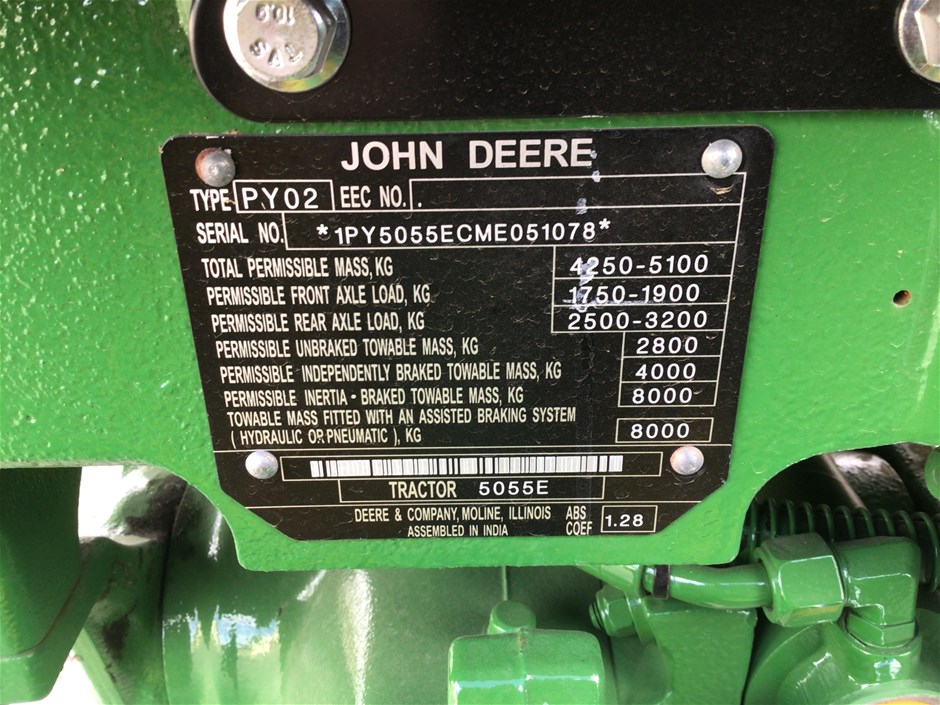 10.9
JOHN DEERE
TYPE PY02 EEC NO. .
SERIAL NO. *1PY5055ECME051078*
TOTAL PERMISSIBLE MASS, KG 4250-5100
PERMISSIBLE FRONT AXLE LOAD, KG 1750-1900
PERMISSIBLE REAR AXLE LOAD, KG 2500-3200
PERMISSIBLE UNBRAKED TOWABLE MASS, KG 2800
PERMISSIBLE INDEPENDENTLY BRAKED TOWABLE MASS, KG 4000
PERMISSIBLE INERTIA - BRAKED TOWABLE MASS, KG 8000
TOWABLE MASS FITTED WITH AN ASSISTED BRAKING SYSTEM
( HYDRAULIC OR PNEUMATIC ), KG 8000
TRACTOR 5055E
DEERE & COMPANY, MOLINE, ILLINOIS ABS
ASSEMBLED IN INDIA COEF 1.28